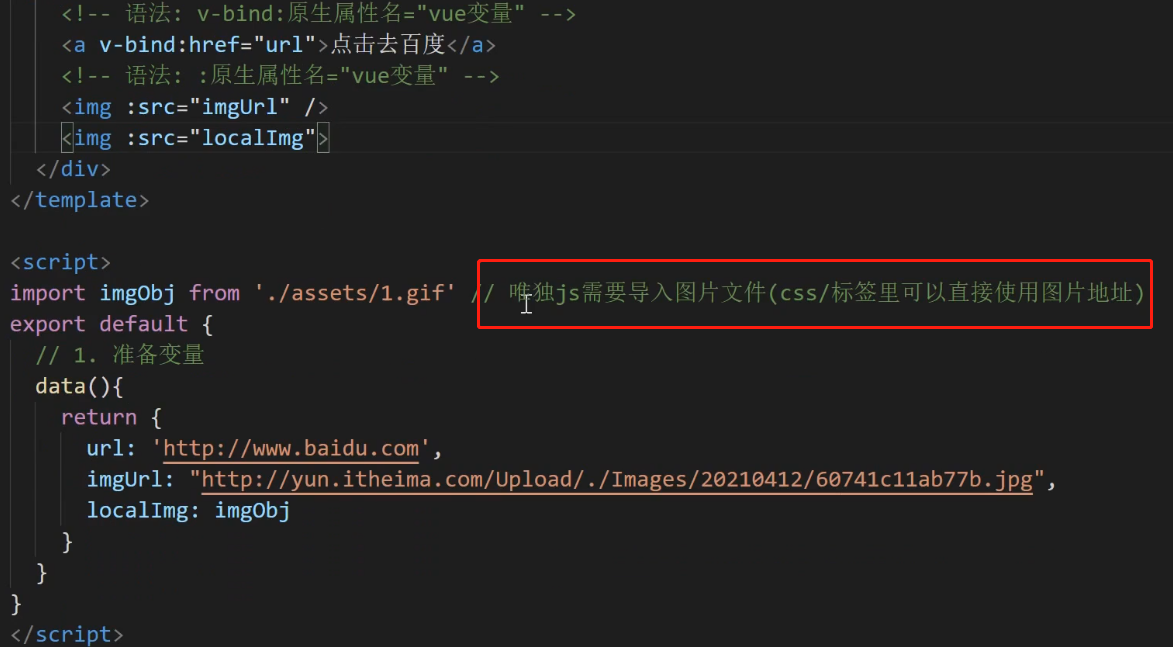 <!-- 语法: v-bind:原生属性名="vue变量" -->
<a v-bind:href="url">点击去百度</a>
<!-- 语法: :原生属性名="vue变量" -->
<img :src="imgUrl" />
<img :src="localImg">
</div>
</template>
<script>
import imgObj from './assets/1.gif' // 唯独js需要导入图片文件(css/标签里可以直接使用图片地址)
export default {
// 1. 准备变量
data(){
return {
url: 'http://www.baidu.com',
imgUrl: "http://yun.itheima.com/Upload/./Images/20210412/60741c11ab77b.jpg",
localImg: imgObj
}
}
}
</script>